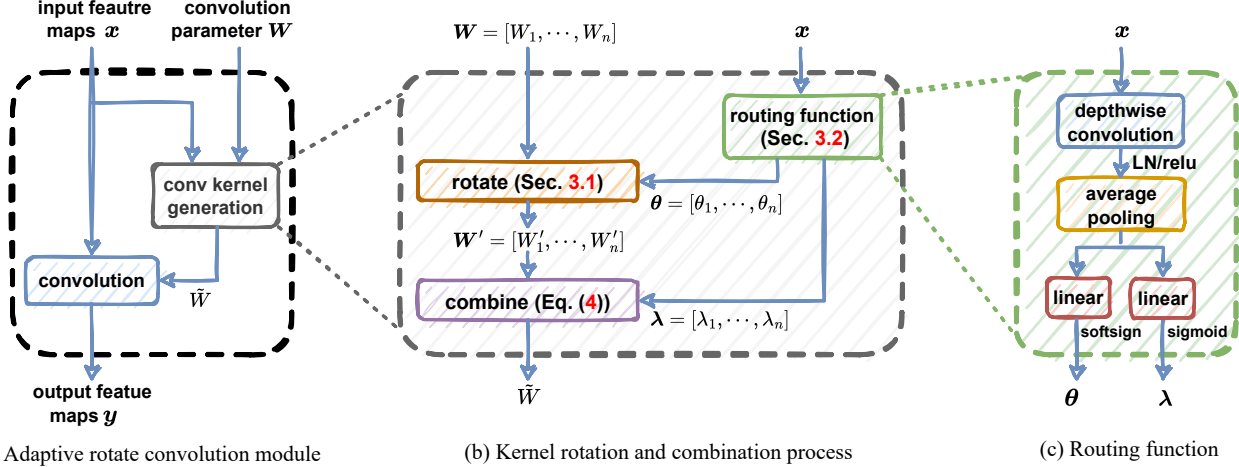 input feautre
maps x
convolution
parameter W
conv kernel
generation
convolution
W̃
output featue
maps y
Adaptive rotate convolution module
W = [W₁, ⋯, Wₙ]
x
routing function
(Sec. 3.2)
rotate (Sec. 3.1)
θ = [θ₁, ⋯, θₙ]
W′ = [W′₁, ⋯, W′ₙ]
combine (Eq. (4))
λ = [λ₁, ⋯, λₙ]
W̃
(b) Kernel rotation and combination process
x
depthwise
convolution
LN/relu
average
pooling
linear linear
softsign sigmoid
θ λ
(c) Routing function